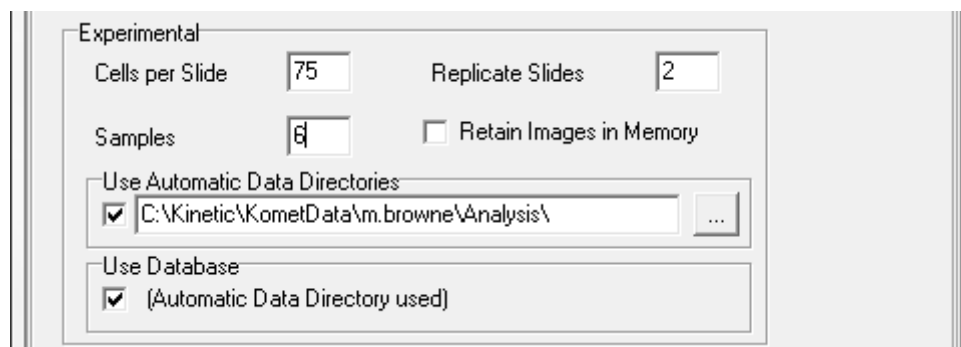 Experimental
Cells per Slide 75 Replicate Slides 2
Samples 6 Retain Images in Memory
Use Automatic Data Directories
C:\Kinetic\KometData\m.browne\Analysis\ ...
Use Database
(Automatic Data Directory used)